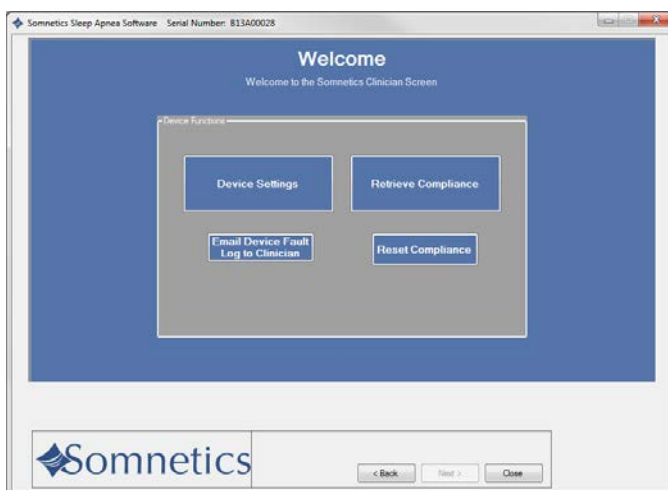 Somnetics Sleep Apnea Software Serial Number: B13A00028
Welcome
Welcome to the Somnetics Clinician Screen
Device Functions
Device Settings
Retrieve Compliance
Email Device Fault
Log to Clinician
Reset Compliance
Somnetics
< Back
Next >
Close